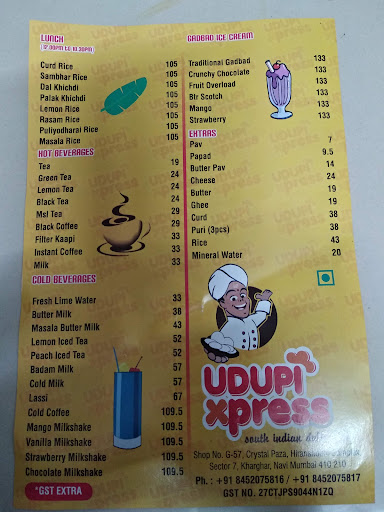 LUNCH
(12.00PM to 10.30PM)
Curd Rice 105
Sambhar Rice 105
Dal Khichdi 105
Palak Khichdi 105
Lemon Rice 105
Rasam Rice 105
Puliyodharai Rice 105
Masala Rice 105
HOT BEVERAGES
Tea 19
Green Tea 24
Lemon Tea 24
Black Tea 24
Msl Tea 29
Black Coffee 29
Filter Kaapi 33
Instant Coffee 33
Milk 33
COLD BEVERAGES
Fresh Lime Water 33
Butter Milk 38
Masala Butter Milk 43
Lemon Iced Tea 52
Peach Iced Tea 52
Badam Milk 57
Cold Milk 57
Lassi 67
Cold Coffee 109.5
Mango Milkshake 109.5
Vanilla Milkshake 109.5
Strawberry Milkshake 109.5
Chocolate Milkshake 109.5
*GST EXTRA
GADBAD ICE CREAM
Traditional Gadbad 133
Crunchy Chocolate 133
Fruit Overload 133
Btr Scotch 133
Mango 133
Strawberry 133
EXTRAS
Pav 7
Papad 9.5
Butter Pav 14
Cheese 24
Butter 19
Ghee 19
Curd 38
Puri (3pcs) 38
Rice 43
Mineral Water 20
UDUPI
xpress
south indian
Shop No. G-57, Crystal Paza,
Sector 7, Kharghar, Navi Mumbai 410 210
Ph. : +91 8452075816 / +91 8452075817
GST NO. 27CTJPS9044N1ZQ